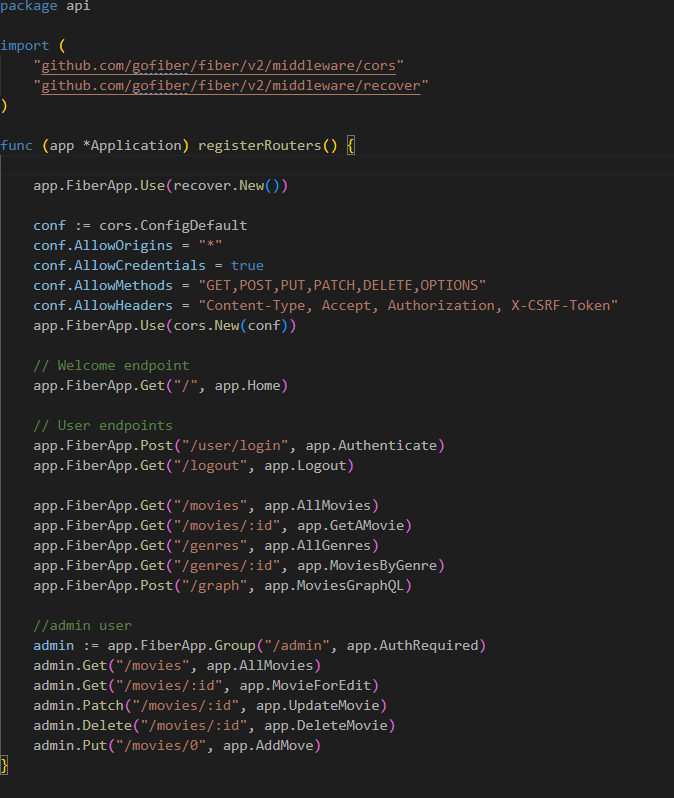 package api
import (
"github.com/gofiber/fiber/v2/middleware/cors"
"github.com/gofiber/fiber/v2/middleware/recover"
)
func (app *Application) registerRouters() {
app.FiberApp.Use(recover.New())
conf := cors.ConfigDefault
conf.AllowOrigins = "*"
conf.AllowCredentials = true
conf.AllowMethods = "GET,POST,PUT,PATCH,DELETE,OPTIONS"
conf.AllowHeaders = "Content-Type, Accept, Authorization, X-CSRF-Token"
app.FiberApp.Use(cors.New(conf))
// Welcome endpoint
app.FiberApp.Get("/", app.Home)
// User endpoints
app.FiberApp.Post("/user/login", app.Authenticate)
app.FiberApp.Get("/logout", app.Logout)
app.FiberApp.Get("/movies", app.AllMovies)
app.FiberApp.Get("/movies/:id", app.GetAMovie)
app.FiberApp.Get("/genres", app.AllGenres)
app.FiberApp.Get("/genres/:id", app.MoviesByGenre)
app.FiberApp.Post("/graph", app.MoviesGraphQL)
//admin user
admin := app.FiberApp.Group("/admin", app.AuthRequired)
admin.Get("/movies", app.AllMovies)
admin.Get("/movies/:id", app.MovieForEdit)
admin.Patch("/movies/:id", app.UpdateMovie)
admin.Delete("/movies/:id", app.DeleteMovie)
admin.Put("/movies/0", app.AddMove)
}